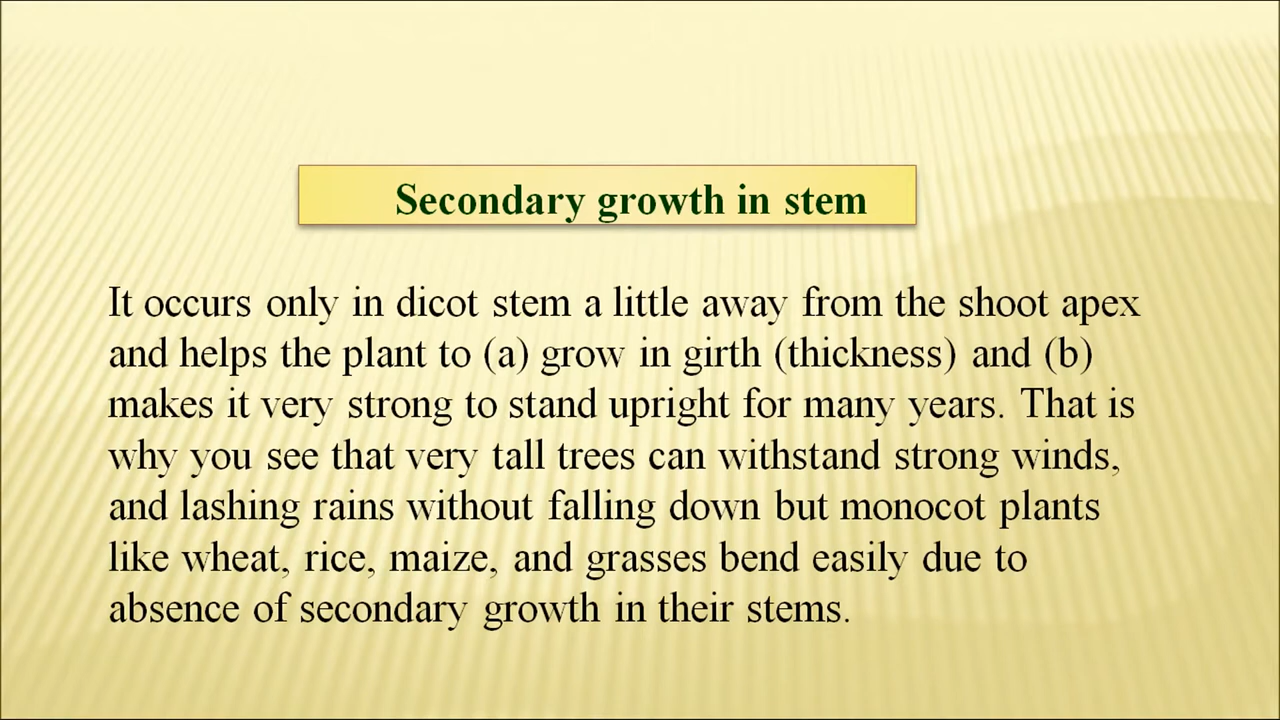 Secondary growth in stem
It occurs only in dicot stem a little away from the shoot apex
and helps the plant to (a) grow in girth (thickness) and (b)
makes it very strong to stand upright for many years. That is
why you see that very tall trees can withstand strong winds,
and lashing rains without falling down but monocot plants
like wheat, rice, maize, and grasses bend easily due to
absence of secondary growth in their stems.